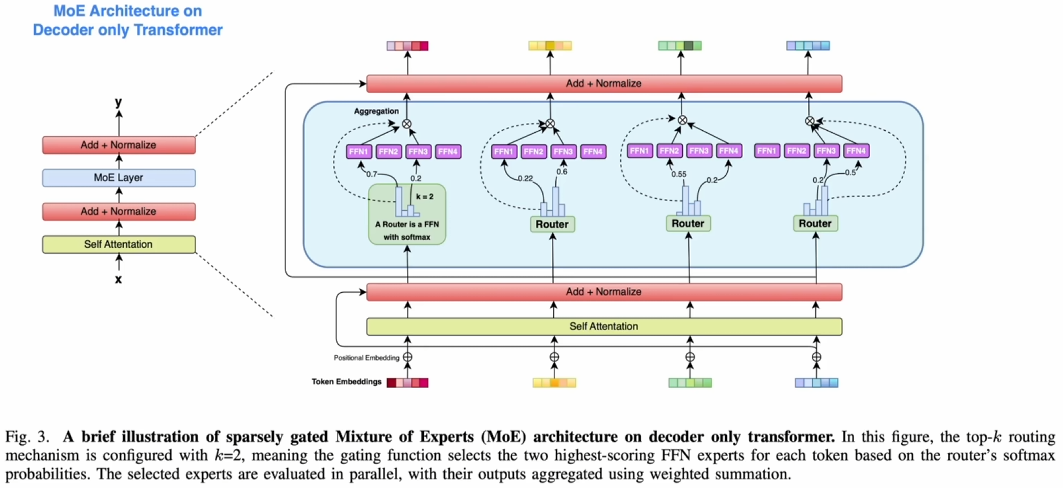 MoE Architecture on
Decoder only Transformer
y
Add + Normalize
MoE Layer
Add + Normalize
Self Attentation
x
Add + Normalize
Aggregation
FFN1 FFN2 FFN3 FFN4
FFN1 FFN2 FFN3 FFN4
FFN1 FFN2 FFN3 FFN4
FFN1 FFN2 FFN3 FFN4
0.7 0.2
0.22 0.6
0.55 0.2
0.2 0.5
k = 2
A Router is a FFN
with softmax
Router
Router
Router
Add + Normalize
Self Attentation
Positional Embedding
Token Embeddings
Fig. 3. A brief illustration of sparsely gated Mixture of Experts (MoE) architecture on decoder only transformer. In this figure, the top-k routing
mechanism is configured with k=2, meaning the gating function selects the two highest-scoring FFN experts for each token based on the router's softmax
probabilities. The selected experts are evaluated in parallel, with their outputs aggregated using weighted summation.